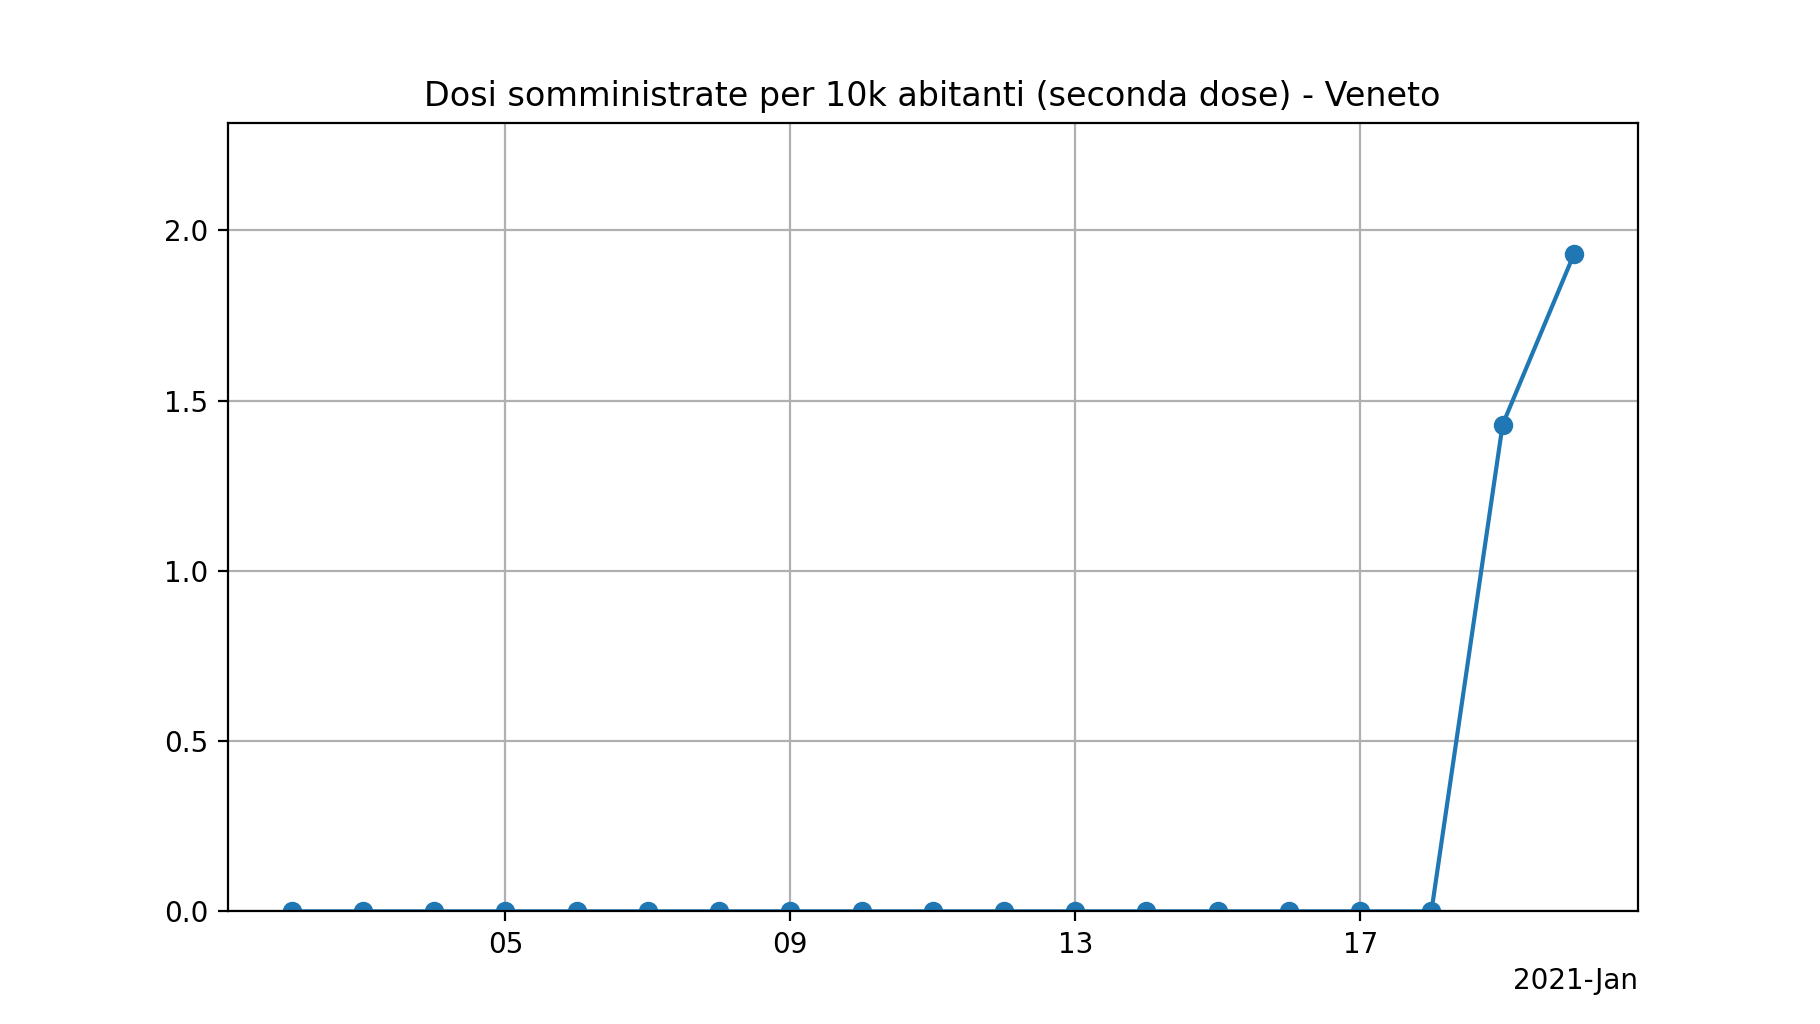 Dosi somministrate per 10k abitanti (seconda dose) - Veneto
2.0
1.5
1.0
0.5
0.0
05 09 13 17
2021-Jan